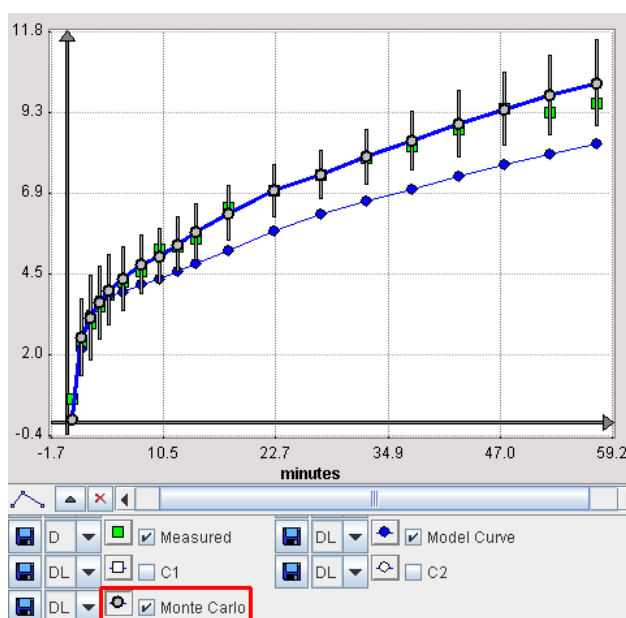 11.8
9.3
6.9
4.5
2.0
-0.4
-1.7 10.5 22.7 34.9 47.0 59.2
minutes
D Measured DL Model Curve
DL C1 DL C2
DL Monte Carlo